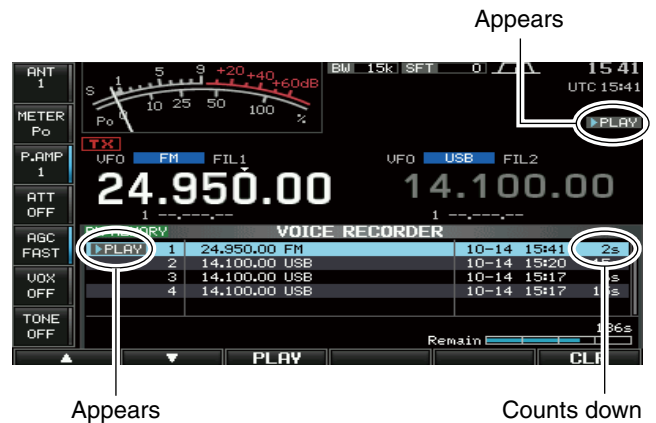 Appears
ANT 1
BW 15k SFT 0 15 41
UTC 15:41
S 1 5 9 +20 +40 +60dB
Po 0 10 25 50 100 %
▶PLAY
METER Po
TX
P.AMP 1
VFO FM FIL1 VFO USB FIL2
24.950.00 14.100.00
ATT OFF
1 --.---.-- 1 --.---.--
VOICE RECORDER
AGC FAST
▶PLAY 1 24.950.00 FM 10-14 15:41 2s
2 14.100.00 USB 10-14 15:20
3 14.100.00 USB 10-14 15:17
4 14.100.00 USB 10-14 15:17
VOX OFF
TONE OFF
Remain
▲ ▼ PLAY
Appears Counts down